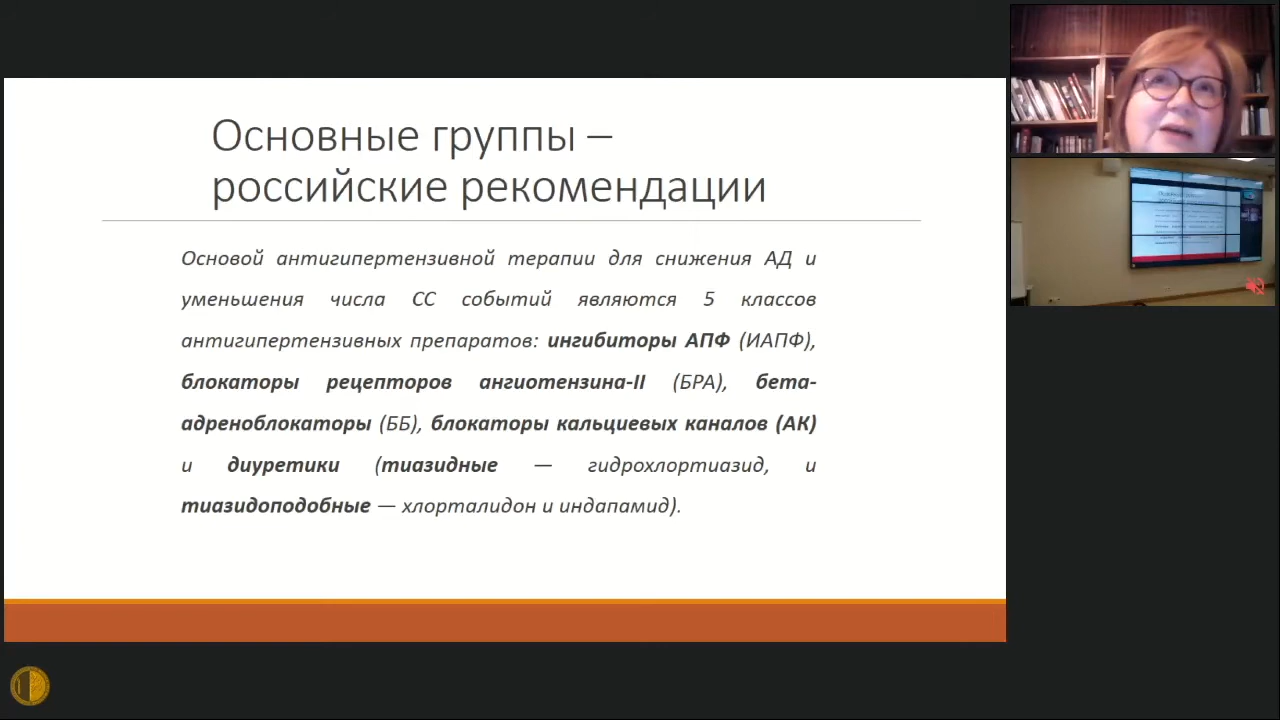 Основные группы –
российские рекомендации
Основой антигипертензивной терапии для снижения АД и
уменьшения числа СС событий являются 5 классов
антигипертензивных препаратов: ингибиторы АПФ (ИАПФ),
блокаторы рецепторов ангиотензина-II (БРА), бета-
адреноблокаторы (ББ), блокаторы кальциевых каналов (АК)
и диуретики (тиазидные — гидрохлортиазид, и
тиазидоподобные — хлорталидон и индапамид).